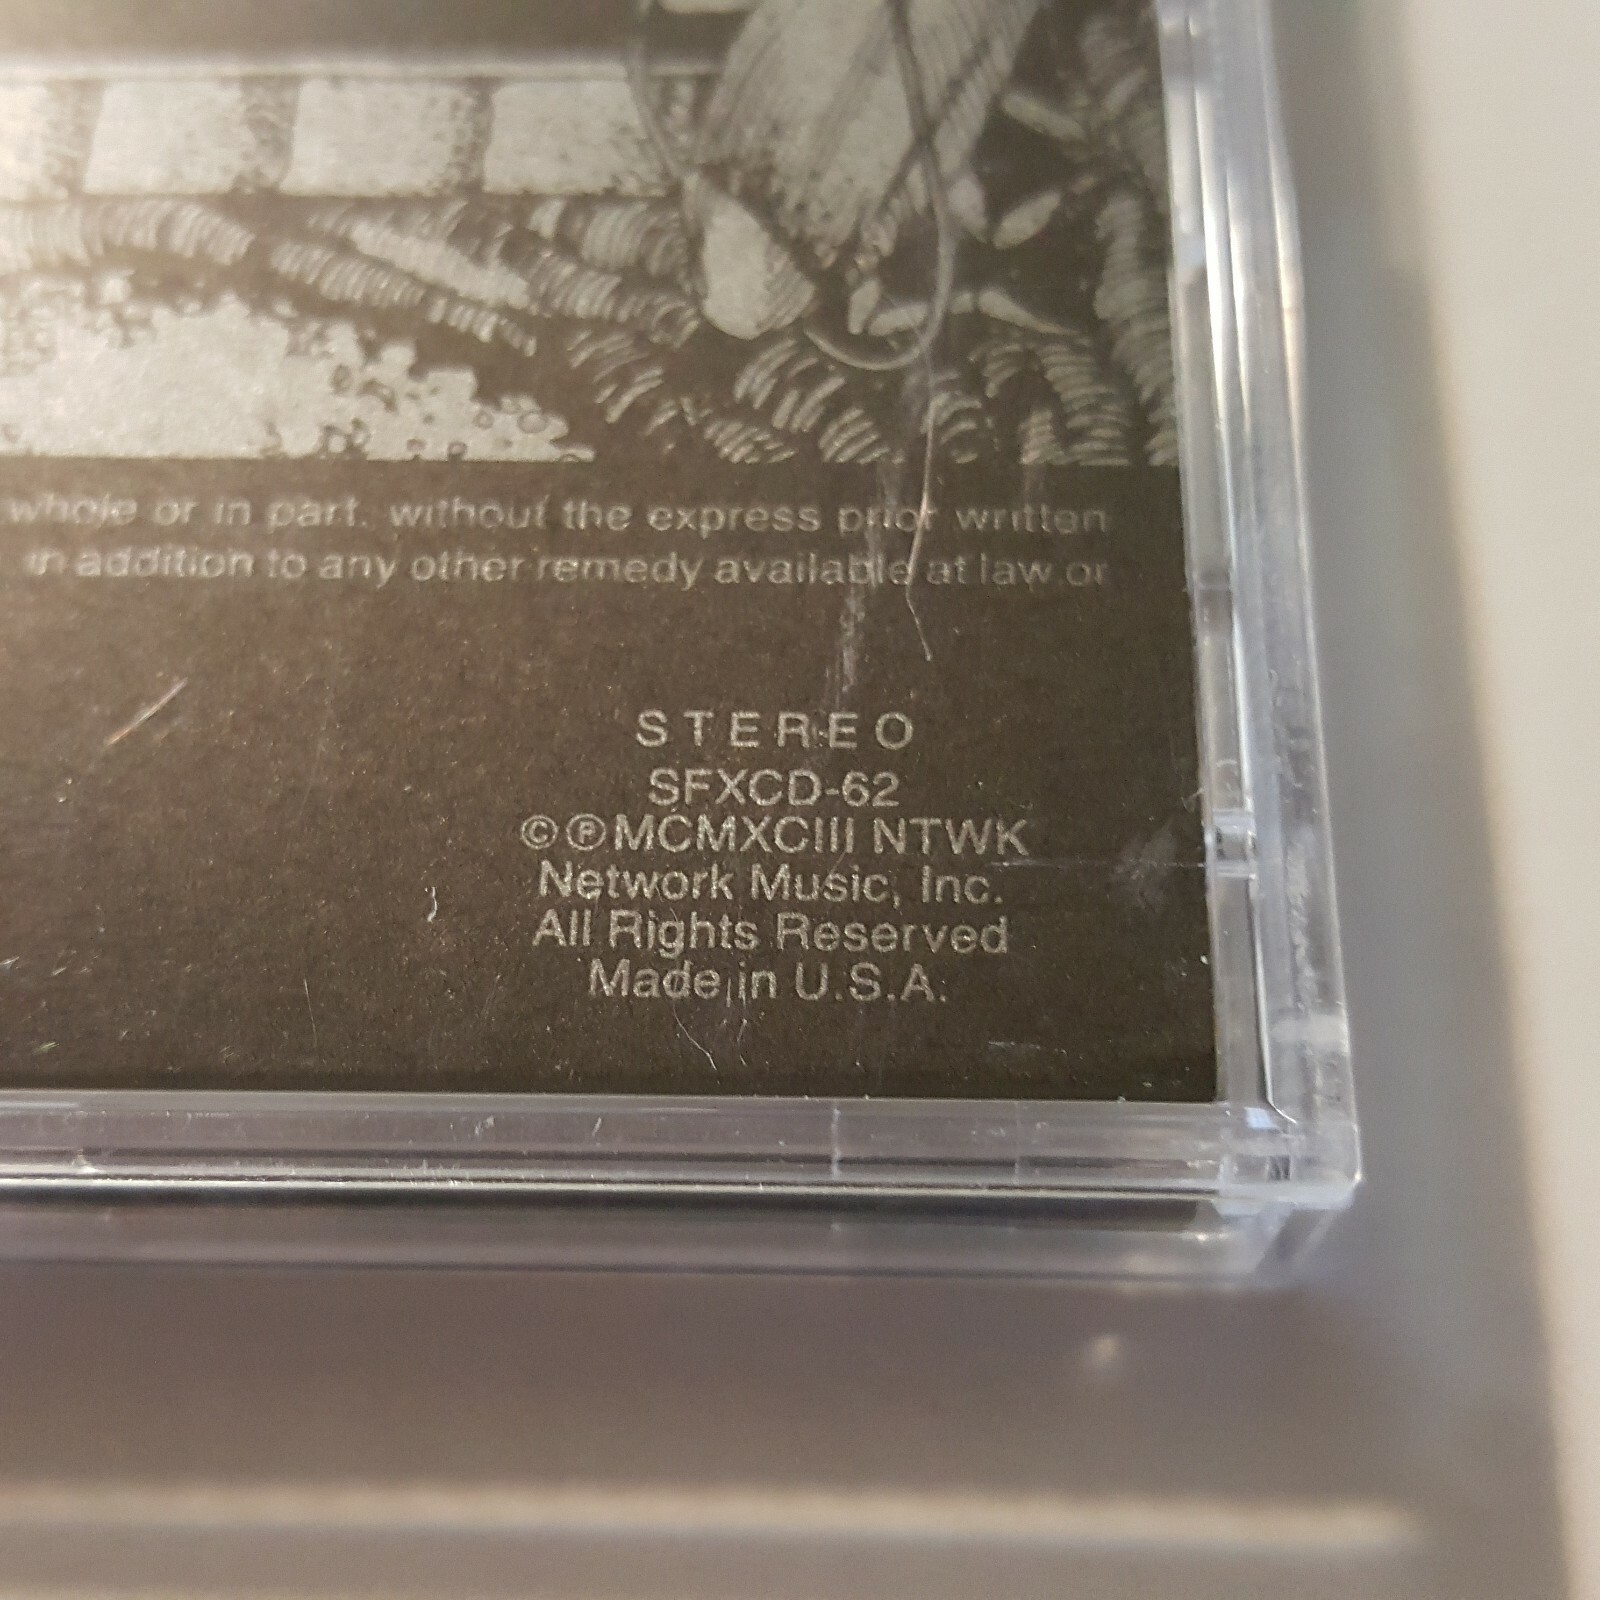 whole or in part, without the express prior written
in addition to any other remedy available at law or
STEREO
SFXCD-62
©℗MCMXCIII NTWK
Network Music, Inc.
All Rights Reserved
Made in U.S.A.